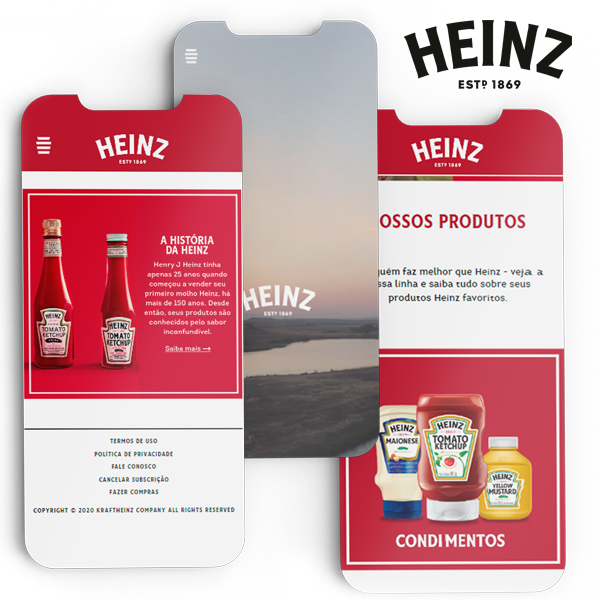 HEINZ
ESTD 1869
HEINZ
ESTD 1869
A HISTÓRIA
DA HEINZ
Henry J Heinz tinha
apenas 25 anos quando
começou a vender seu
primeiro molho Heinz, há
mais de 150 anos. Desde
então, seus produtos são
conhecidos pelo sabor
inconfundível.
Saiba mais →
HEINZ
TOMATO
KETCHUP
HEINZ
TOMATO
KETCHUP
TERMOS DE USO
POLÍTICA DE PRIVACIDADE
FALE CONOSCO
CANCELAR SUBSCRIÇÃO
FAZER COMPRAS
COPYRIGHT © 2020 KRAFTHEINZ COMPANY ALL RIGHTS RESERVED
HEINZ
ESTD 1869
HEINZ
ESTD 1869
OSSOS PRODUTOS
guém faz melhor que Heinz - veja a
ssa linha e saiba tudo sobre seus
produtos Heinz favoritos.
HEINZ
MAIONESE
HEINZ
TOMATO
KETCHUP
HEINZ
YELLOW
MUSTARD
CONDIMENTOS